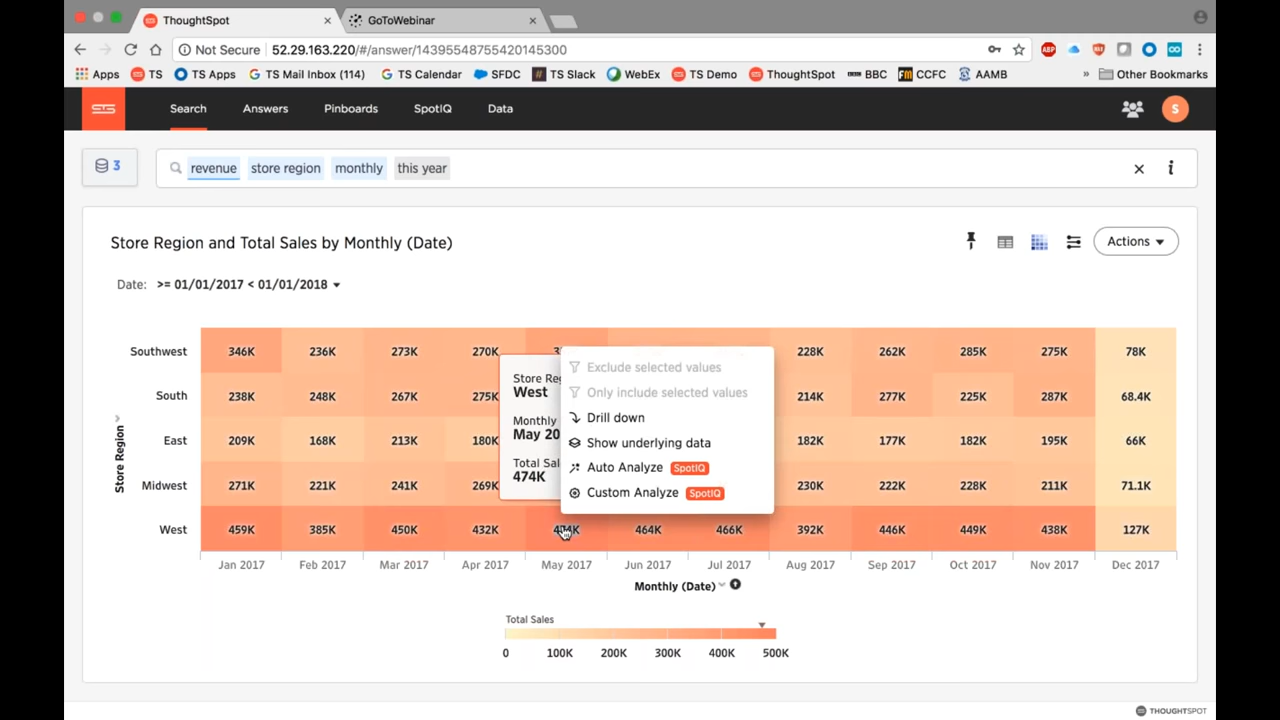 ThoughtSpot GoToWebinar
Not Secure 52.29.163.220/#/answer/14395548755420145300 ABP
Apps TS TS Apps TS Mail Inbox (114) TS Calendar SFDC TS Slack WebEx TS Demo ThoughtSpot BBC FM CCFC AAMB » Other Bookmarks
Search Answers Pinboards SpotIQ Data S
3 revenue store region monthly this year
Store Region and Total Sales by Monthly (Date) Actions
Date: >= 01/01/2017 < 01/01/2018
Southwest 346K 236K 273K 270K 228K 262K 285K 275K 78K
Exclude selected values
Store Reg
Only include selected values
West
South 238K 248K 267K 275K 214K 277K 225K 287K 68.4K
Drill down
Monthly
May 20
Show underlying data
East 209K 168K 213K 180K 182K 177K 182K 195K 66K
Total Sal
Auto Analyze SpotIQ
474K
Midwest 271K 221K 241K 269K 230K 222K 228K 211K 71.1K
Custom Analyze SpotIQ
West 459K 385K 450K 432K 474K 464K 466K 392K 446K 449K 438K 127K
Store Region
Jan 2017 Feb 2017 Mar 2017 Apr 2017 May 2017 Jun 2017 Jul 2017 Aug 2017 Sep 2017 Oct 2017 Nov 2017 Dec 2017
Monthly (Date)
Total Sales
0 100K 200K 300K 400K 500K
THOUGHTSPOT